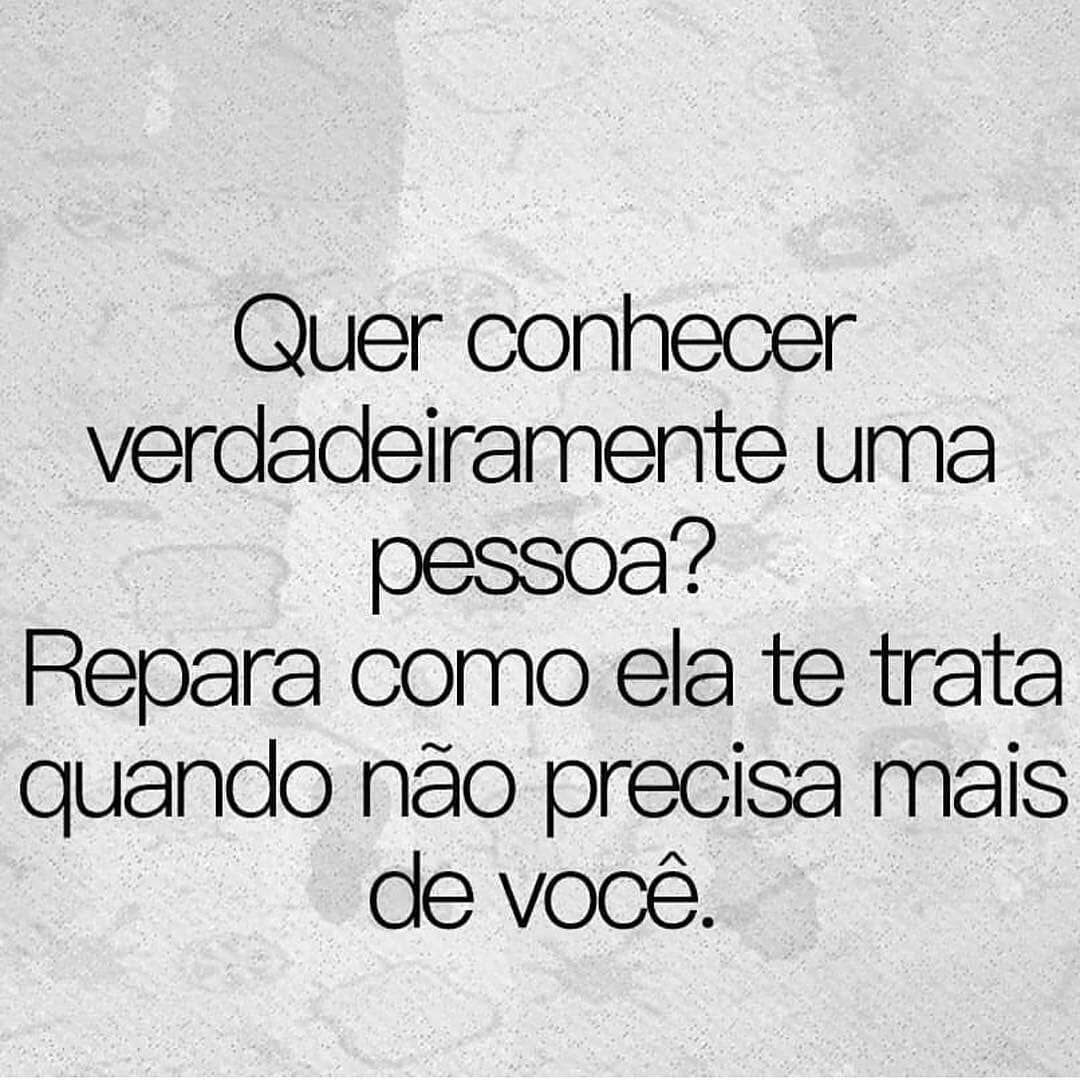 Quer conhecer
verdadeiramente uma
pessoa?
Repara como ela te trata
quando não precisa mais
de você.